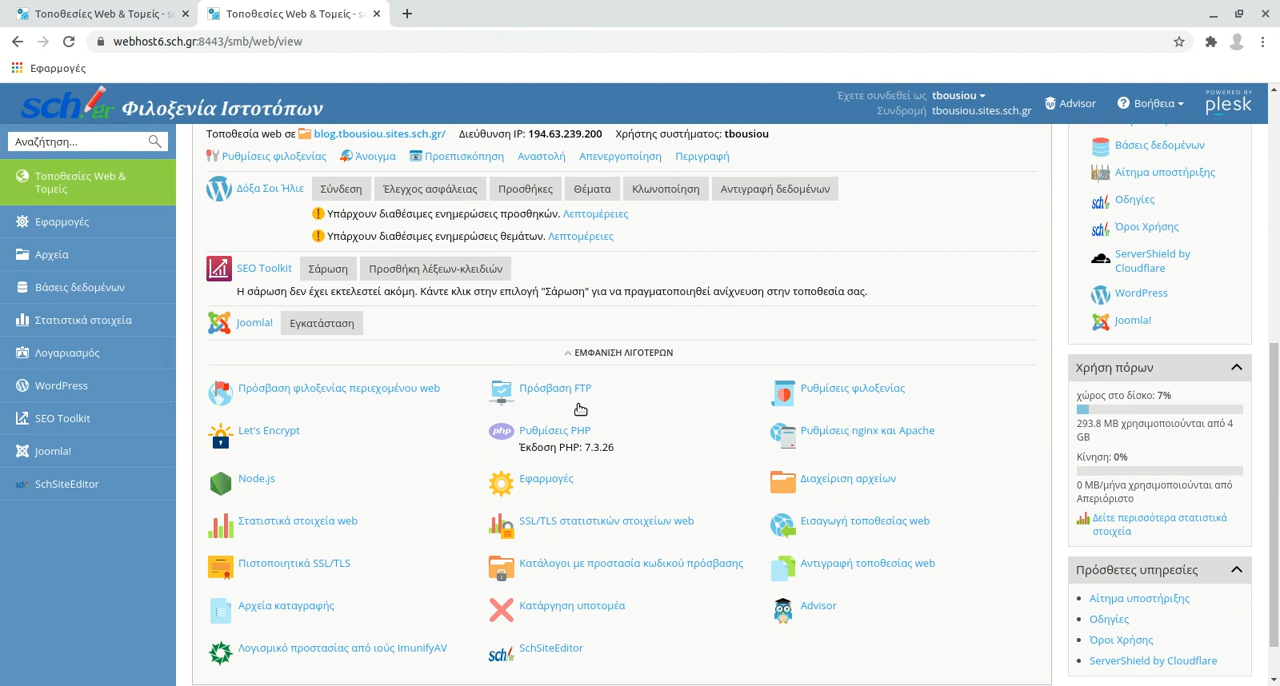 Τοποθεσίες Web & Τομείς - sc
Τοποθεσίες Web & Τομείς - sc
webhost6.sch.gr:8443/smb/web/view
Εφαρμογές
sch.gr Φιλοξενία Ιστοτόπων
Έχετε συνδεθεί ως tbousiou
Συνδρομή tbousiou.sites.sch.gr
Advisor
Βοήθεια
POWERED BY
plesk
Αναζήτηση...
Τοποθεσίες Web &
Τομείς
Εφαρμογές
Αρχεία
Βάσεις δεδομένων
Στατιστικά στοιχεία
Λογαριασμός
WordPress
SEO Toolkit
Joomla!
SchSiteEditor
Τοποθεσία web σε blog.tbousiou.sites.sch.gr/ Διεύθυνση IP: 194.63.239.200 Χρήστης συστήματος: tbousiou
Ρυθμίσεις φιλοξενίας Άνοιγμα Προεπισκόπηση Αναστολή Απενεργοποίηση Περιγραφή
Δόξα Σοι Ήλιε Σύνδεση Έλεγχος ασφάλειας Προσθήκες Θέματα Κλωνοποίηση Αντιγραφή δεδομένων
Υπάρχουν διαθέσιμες ενημερώσεις προσθηκών. Λεπτομέρειες
Υπάρχουν διαθέσιμες ενημερώσεις θεμάτων. Λεπτομέρειες
SEO Toolkit Σάρωση Προσθήκη λέξεων-κλειδιών
Η σάρωση δεν έχει εκτελεστεί ακόμη. Κάντε κλικ στην επιλογή "Σάρωση" για να πραγματοποιηθεί ανίχνευση στην τοποθεσία σας.
Joomla! Εγκατάσταση
ΕΜΦΑΝΙΣΗ ΛΙΓΟΤΕΡΩΝ
Πρόσβαση φιλοξενίας περιεχομένου web Πρόσβαση FTP Ρυθμίσεις φιλοξενίας
Let's Encrypt php Ρυθμίσεις PHP Ρυθμίσεις nginx και Apache
Έκδοση PHP: 7.3.26
Node.js Εφαρμογές Διαχείριση αρχείων
Στατιστικά στοιχεία web SSL/TLS στατιστικών στοιχείων web Εισαγωγή τοποθεσίας web
Πιστοποιητικά SSL/TLS Κατάλογοι με προστασία κωδικού πρόσβασης Αντιγραφή τοποθεσίας web
Αρχεία καταγραφής Κατάργηση υποτομέα Advisor
Λογισμικό προστασίας από ιούς ImunifyAV sch SchSiteEditor
Βάσεις δεδομένων
Αίτημα υποστήριξης
sch Οδηγίες
sch Όροι Χρήσης
ServerShield by
Cloudflare
WordPress
Joomla!
Χρήση πόρων
χώρος στο δίσκο: 7%
293.8 MB χρησιμοποιούνται από 4
GB
Κίνηση: 0%
0 MB/μήνα χρησιμοποιούνται από
Απεριόριστο
Δείτε περισσότερα στατιστικά
στοιχεία
Πρόσθετες υπηρεσίες
Αίτημα υποστήριξης
Οδηγίες
Όροι Χρήσης
ServerShield by Cloudflare